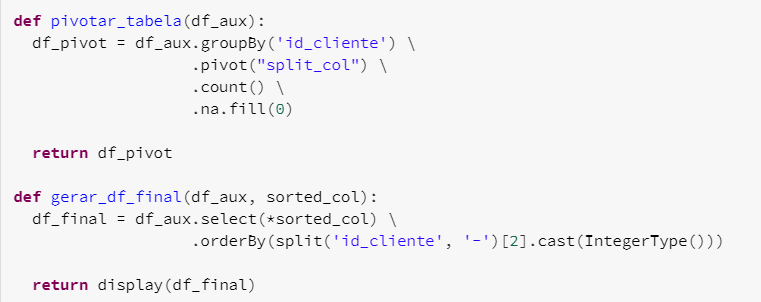 def pivotar_tabela(df_aux):
  df_pivot = df_aux.groupBy('id_cliente') \
                   .pivot("split_col") \
                   .count() \
                   .na.fill(0)

  return df_pivot

def gerar_df_final(df_aux, sorted_col):
  df_final = df_aux.select(*sorted_col) \
                   .orderBy(split('id_cliente', '-')[2].cast(IntegerType()))

  return display(df_final)